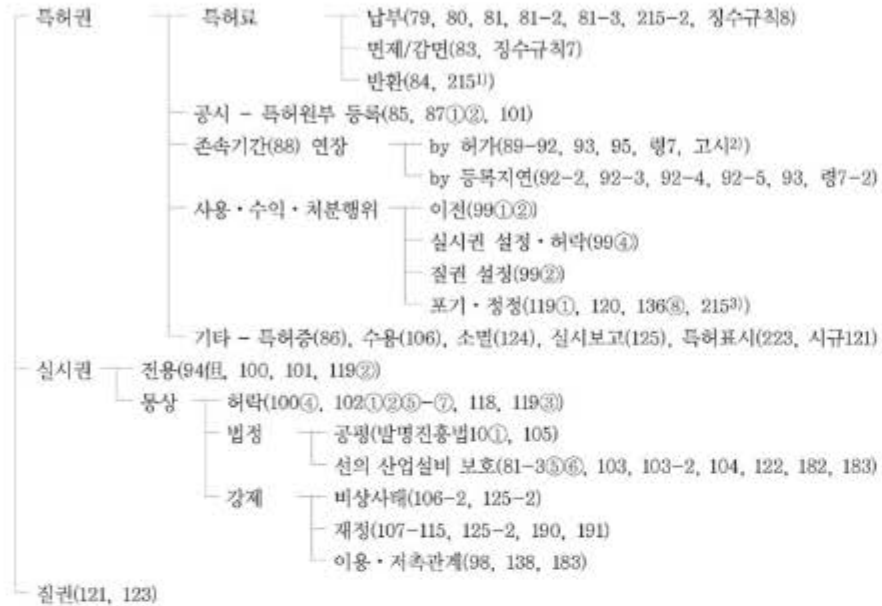 특허권 특허료 납부(79, 80, 81, 81-2, 81-3, 215-2, 징수규칙8)
면제/감면(83, 징수규칙7)
반환(84, 215¹⁾)
공시 - 특허원부 등록(85, 87①②, 101)
존속기간(88) 연장 by 허가(89-92, 93, 95, 령7, 고시²⁾)
by 등록지연(92-2, 92-3, 92-4, 92-5, 93, 령7-2)
사용・수익・처분행위 이전(99①②)
실시권 설정・허락(99④)
질권 설정(99②)
포기・정정(119①, 120, 136⑧, 215³⁾)
기타 - 특허증(86), 수용(106), 소멸(124), 실시보고(125), 특허표시(223, 시규121)
실시권 전용(94但, 100, 101, 119②)
통상 허락(100④, 102①②⑤-⑦, 118, 119③)
법정 공평(발명진흥법10①, 105)
선의 산업설비 보호(81-3⑤⑥, 103, 103-2, 104, 122, 182, 183)
강제 비상사태(106-2, 125-2)
재정(107-115, 125-2, 190, 191)
이용・저촉관계(98, 138, 183)
질권(121, 123)